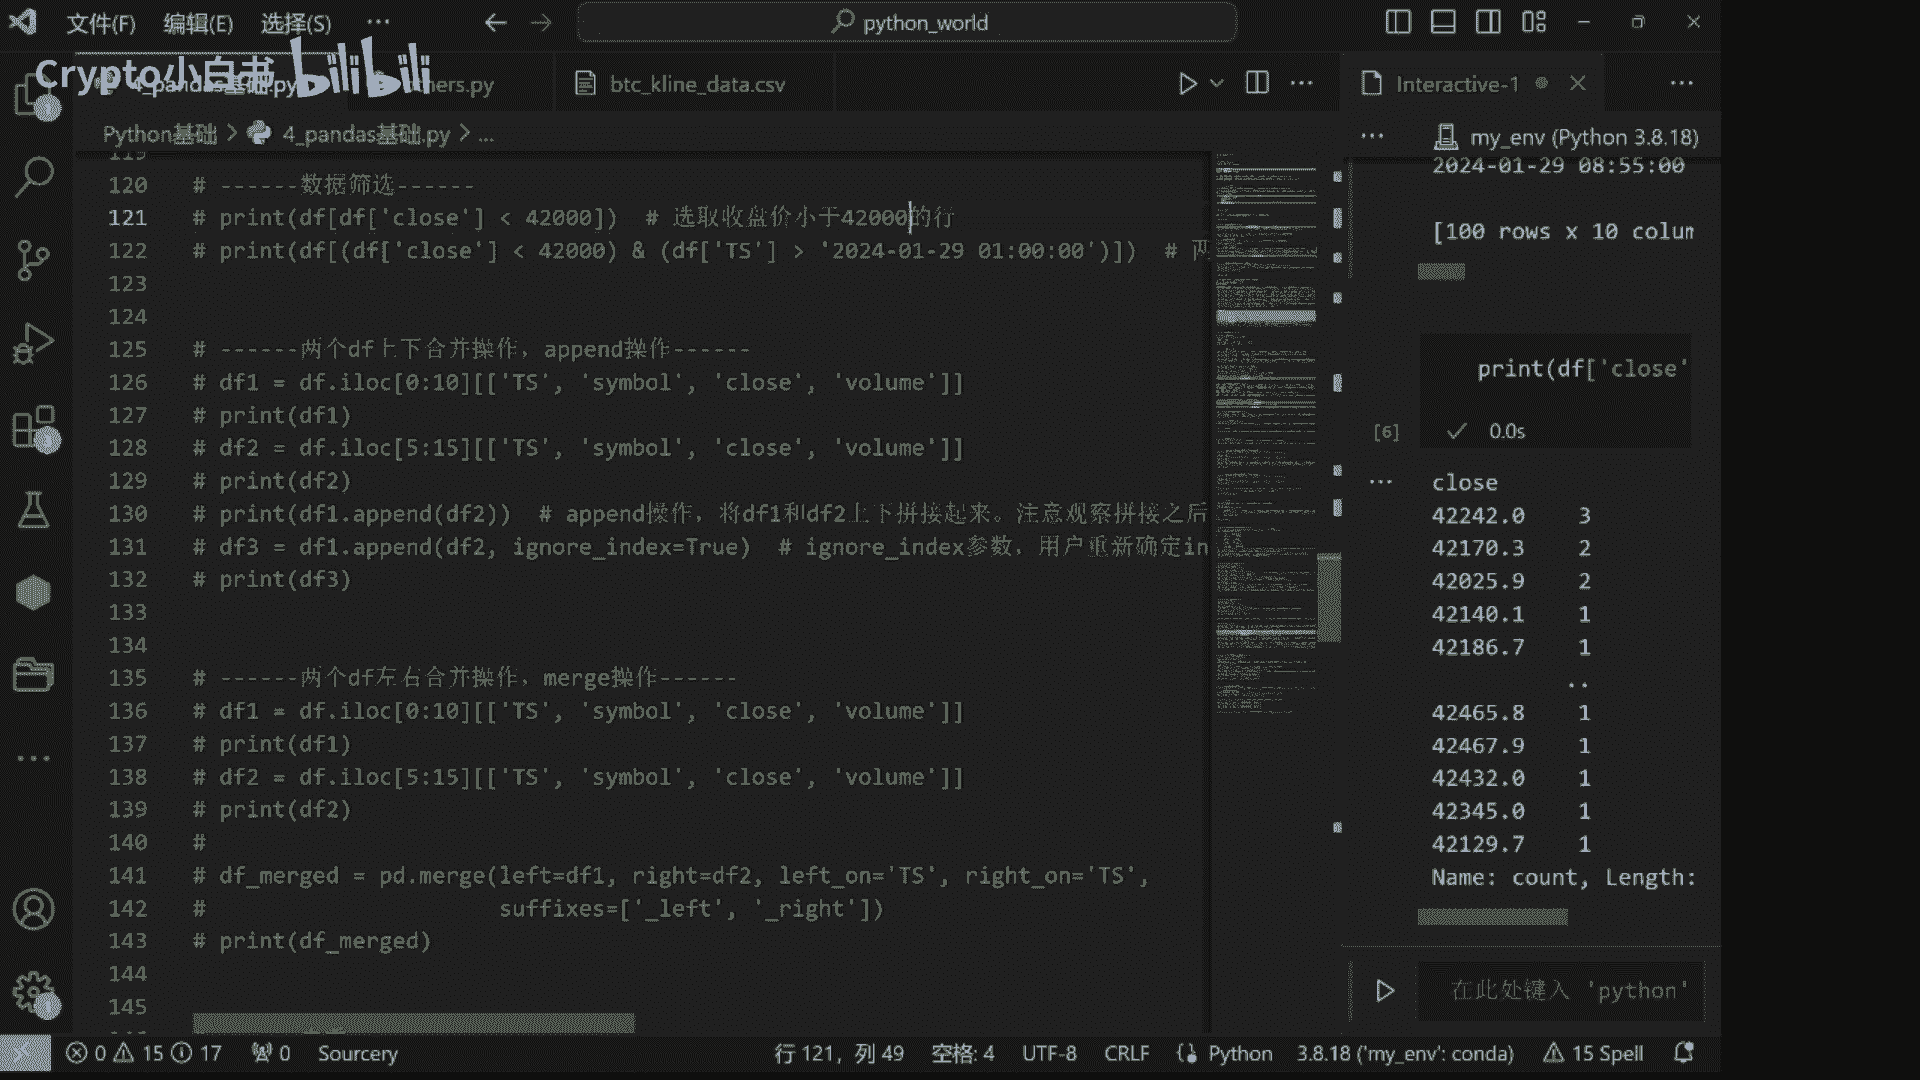 文件(F) 编辑(E) 选择(S) ··· python_world
Crypto小白书 bilibili
4_pandas基础.py hers.py btc_kline_data.csv Interactive-1
Python基础 > 4_pandas基础.py > ... my_env (Python 3.8.18)
119
120 # ------数据筛选------
121 # print(df[df['close'] < 42000]) # 选取收盘价小于42000的行
122 # print(df[(df['close'] < 42000) & (df['TS'] > '2024-01-29 01:00:00')]) # 两
123
124
125 # ------两个df上下合并操作，append操作------
126 # df1 = df.iloc[0:10][['TS', 'symbol', 'close', 'volume']]
127 # print(df1)
128 # df2 = df.iloc[5:15][['TS', 'symbol', 'close', 'volume']]
129 # print(df2)
130 # print(df1.append(df2)) # append操作，将df1和df2上下拼接起来。注意观察拼接之后
131 # df3 = df1.append(df2, ignore_index=True) # ignore_index参数，用户重新确定in
132 # print(df3)
133
134
135 # ------两个df左右合并操作，merge操作------
136 # df1 = df.iloc[0:10][['TS', 'symbol', 'close', 'volume']]
137 # print(df1)
138 # df2 = df.iloc[5:15][['TS', 'symbol', 'close', 'volume']]
139 # print(df2)
140 #
141 # df_merged = pd.merge(left=df1, right=df2, left_on='TS', right_on='TS',
142 # suffixes=['_left', '_right'])
143 # print(df_merged)
144
145
2024-01-29 08:55:00
[100 rows x 10 colum
print(df['close'
[6] 0.0s
close
42242.0 3
42170.3 2
42025.9 2
42140.1 1
42186.7 1
..
42465.8 1
42467.9 1
42432.0 1
42345.0 1
42129.7 1
Name: count, Length:
在此处键入 'python'
0 15 17 0 Sourcery 行 121，列 49 空格: 4 UTF-8 CRLF Python 3.8.18 ('my_env': conda) 15 Spell